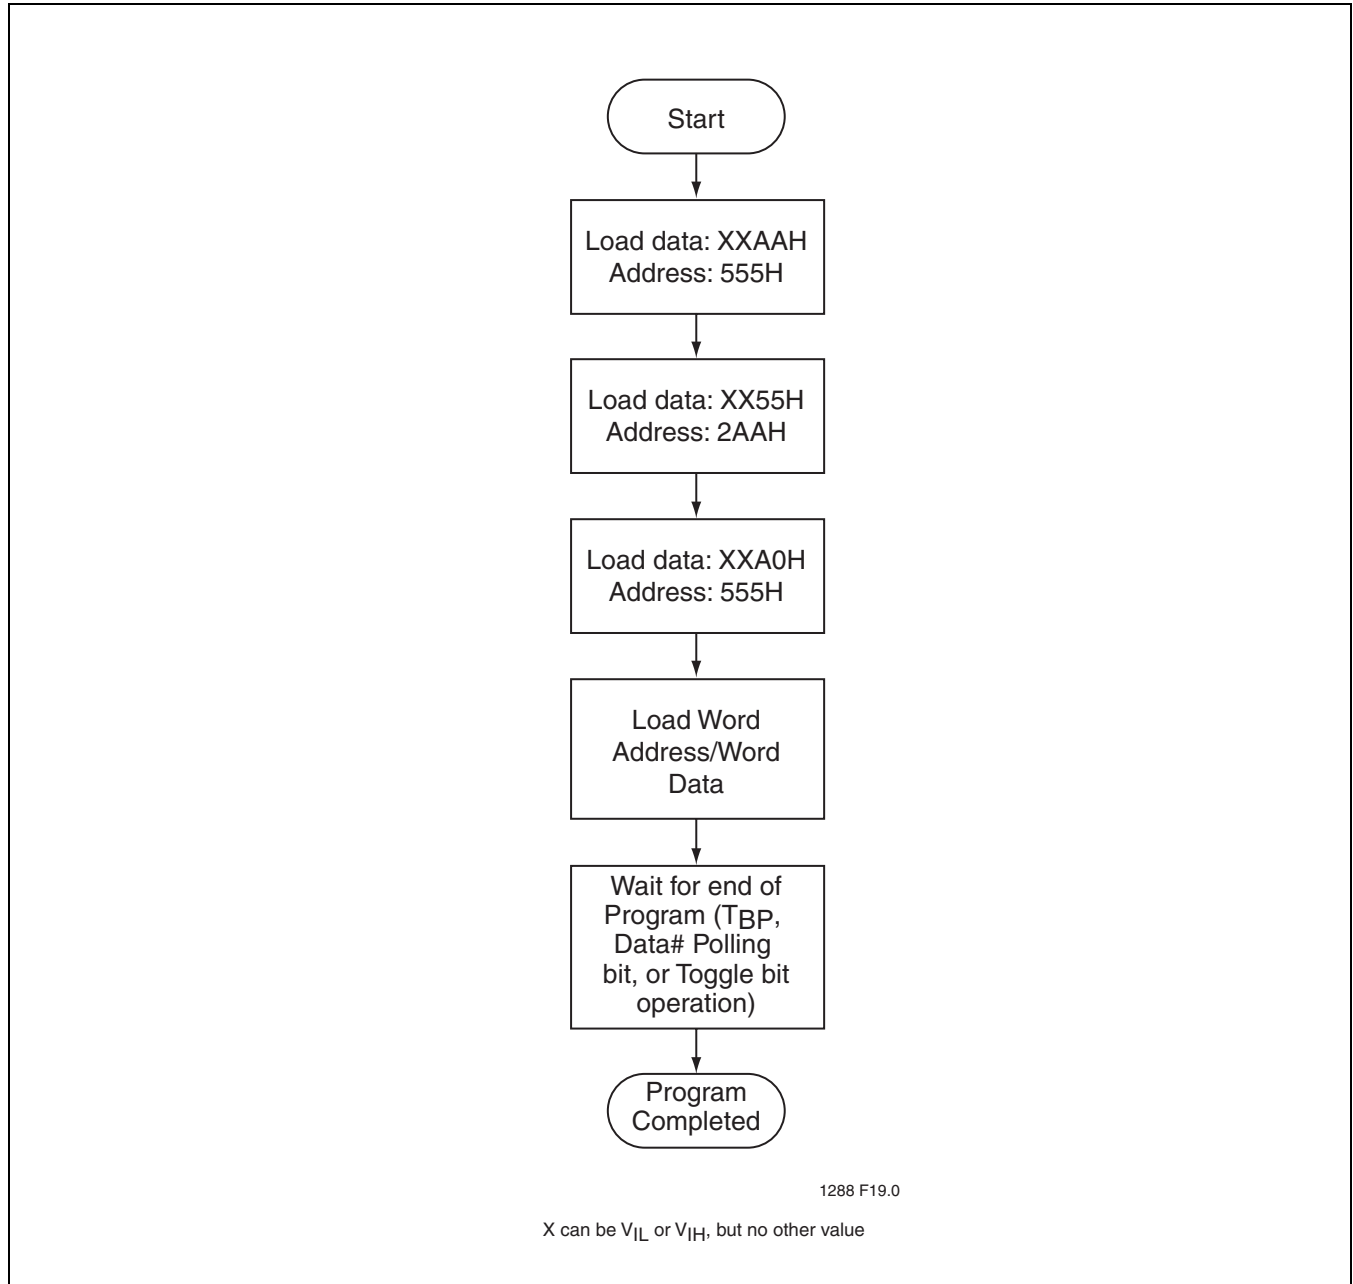 Start
Load data: XXAAH
Address: 555H
Load data: XX55H
Address: 2AAH
Load data: XXA0H
Address: 555H
Load Word
Address/Word
Data
Wait for end of
Program (TBP,
Data# Polling
bit, or Toggle bit
operation)
Program
Completed
1288 F19.0
X can be VIL or VIH, but no other value